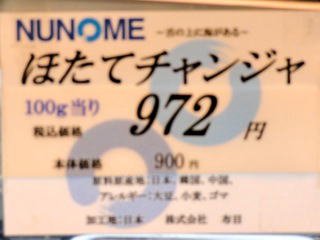 NUNOME ～舌の上に海がある～
ほたてチャンジャ
100g当り 972 円
税込価格
本体価格 900 円
原料原産地:日本、韓国、中国、
アレルギー:大豆、小麦、ゴマ
加工地:日本 株式会社 布目